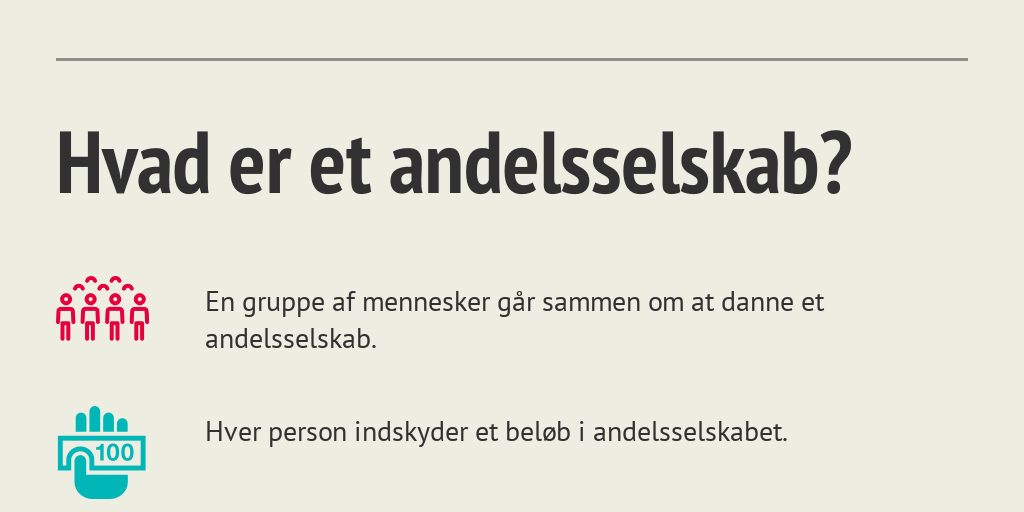 Hvad er et andelsselskab?
En gruppe af mennesker går sammen om at danne et
andelsselskab.
Hver person indskyder et beløb i andelsselskabet.
100